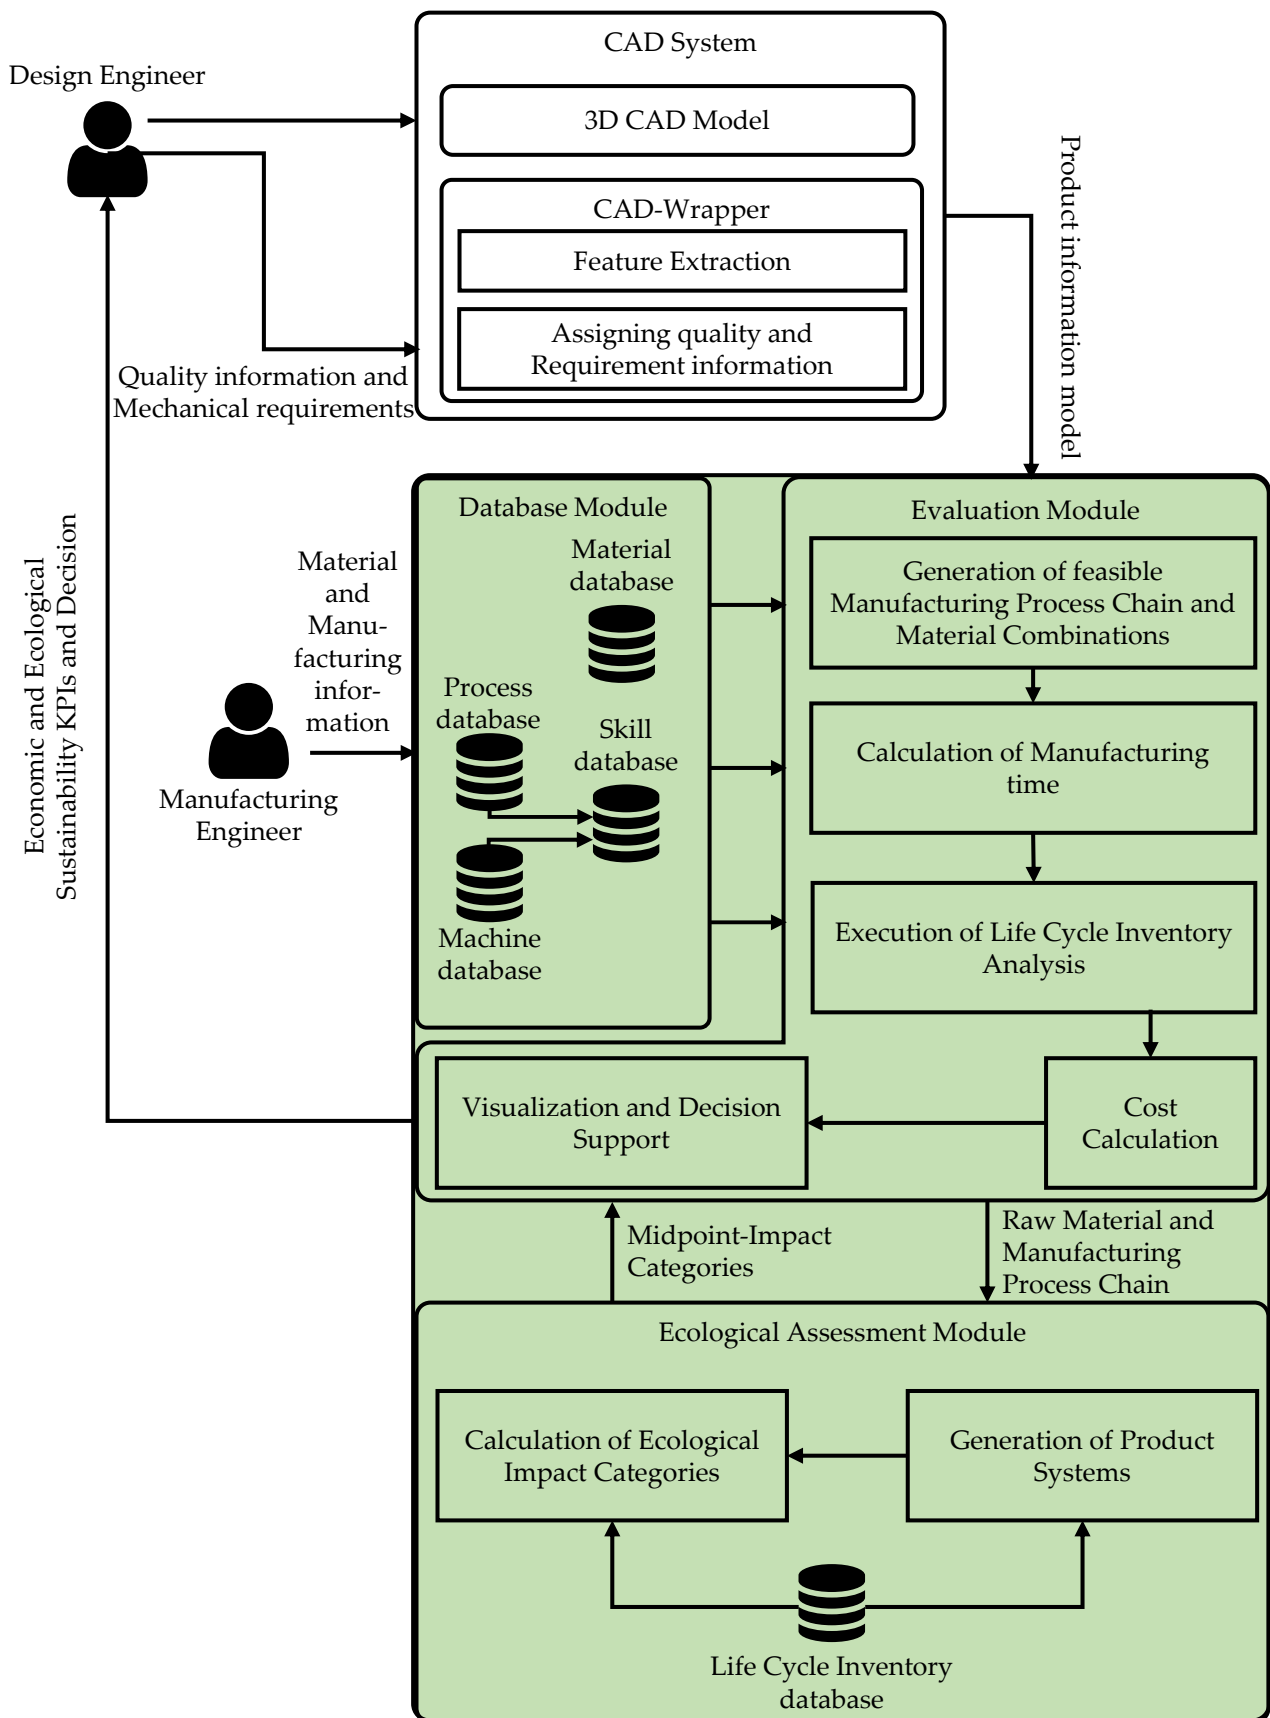 CAD System
Design Engineer
3D CAD Model
CAD-Wrapper
Feature Extraction
Assigning quality and
Requirement information
Quality information and
Mechanical requirements
Product information model
Database Module
Material
database
Process
database
Skill
database
Machine
database
Material
and
Manu-
facturing
infor-
mation
Manufacturing
Engineer
Economic and Ecological
Sustainability KPIs and Decision
Evaluation Module
Generation of feasible
Manufacturing Process Chain and
Material Combinations
Calculation of Manufacturing
time
Execution of Life Cycle Inventory
Analysis
Cost
Calculation
Visualization and Decision
Support
Midpoint-Impact
Categories
Raw Material and
Manufacturing
Process Chain
Ecological Assessment Module
Calculation of Ecological
Impact Categories
Generation of Product
Systems
Life Cycle Inventory
database